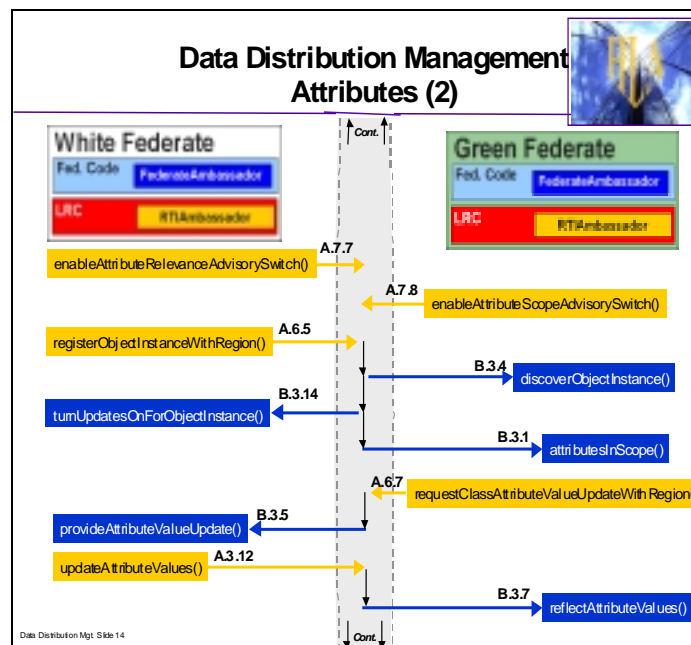 Data Distribution Management
Attributes (2)
Cont.
White Federate
Fed. Code
FederateAmbassador
LRC
RTIAmbassador
Green Federate
Fed. Code
FederateAmbassador
LRC
RTIAmbassador
A.7.7
enableAttributeRelevanceAdvisorySwitch()
A.7.8
enableAttributeScopeAdvisorySwitch()
A.6.5
registerObjectInstanceWithRegion()
B.3.4
discoverObjectInstance()
B.3.14
turnUpdatesOnForObjectInstance()
B.3.1
attributesInScope()
A.6.7
requestClassAttributeValueUpdateWithRegion(
B.3.5
provideAttributeValueUpdate()
A.3.12
updateAttributeValues()
B.3.7
reflectAttributeValues()
Cont.
Data Distribution Mgt. Slide 14